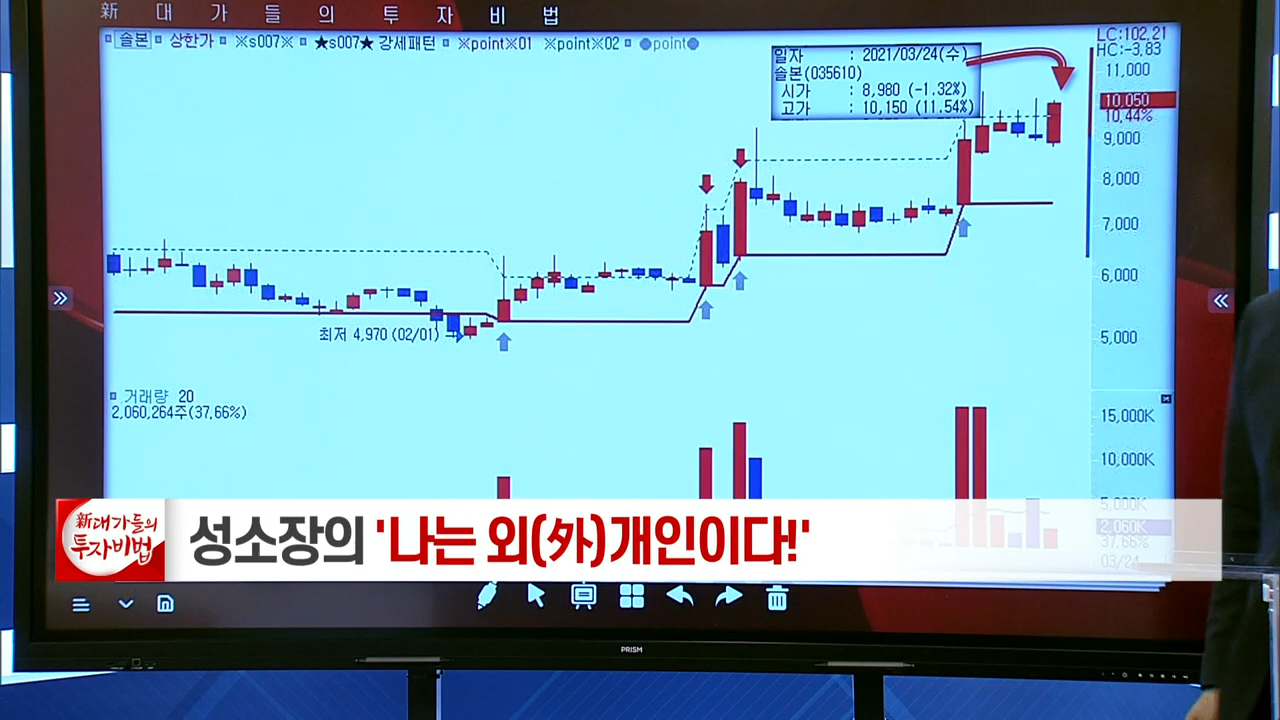 新 대 가 들 의 투 자 비 법
솔본 상한가 ※s007※ ★s007★ 강세패턴 ※point※01 ※point※02 ●point●
LC:102,21
HC:-3,83
일자 : 2021/03/24(수)
솔본(035610)
시가 : 8,980 (-1.32%)
고가 : 10,150 (11.54%)
11,000
10,050
10,44%
9,000
8,000
7,000
6,000
5,000
최저 4,970 (02/01)
거래량 20
2,060,264주(37,66%)
15,000K
10,000K
5,000K
2,060K
37,66%
03/24
新대가들의
투자비법
성소장의 '나는 외(外)개인이다!'
PRISM